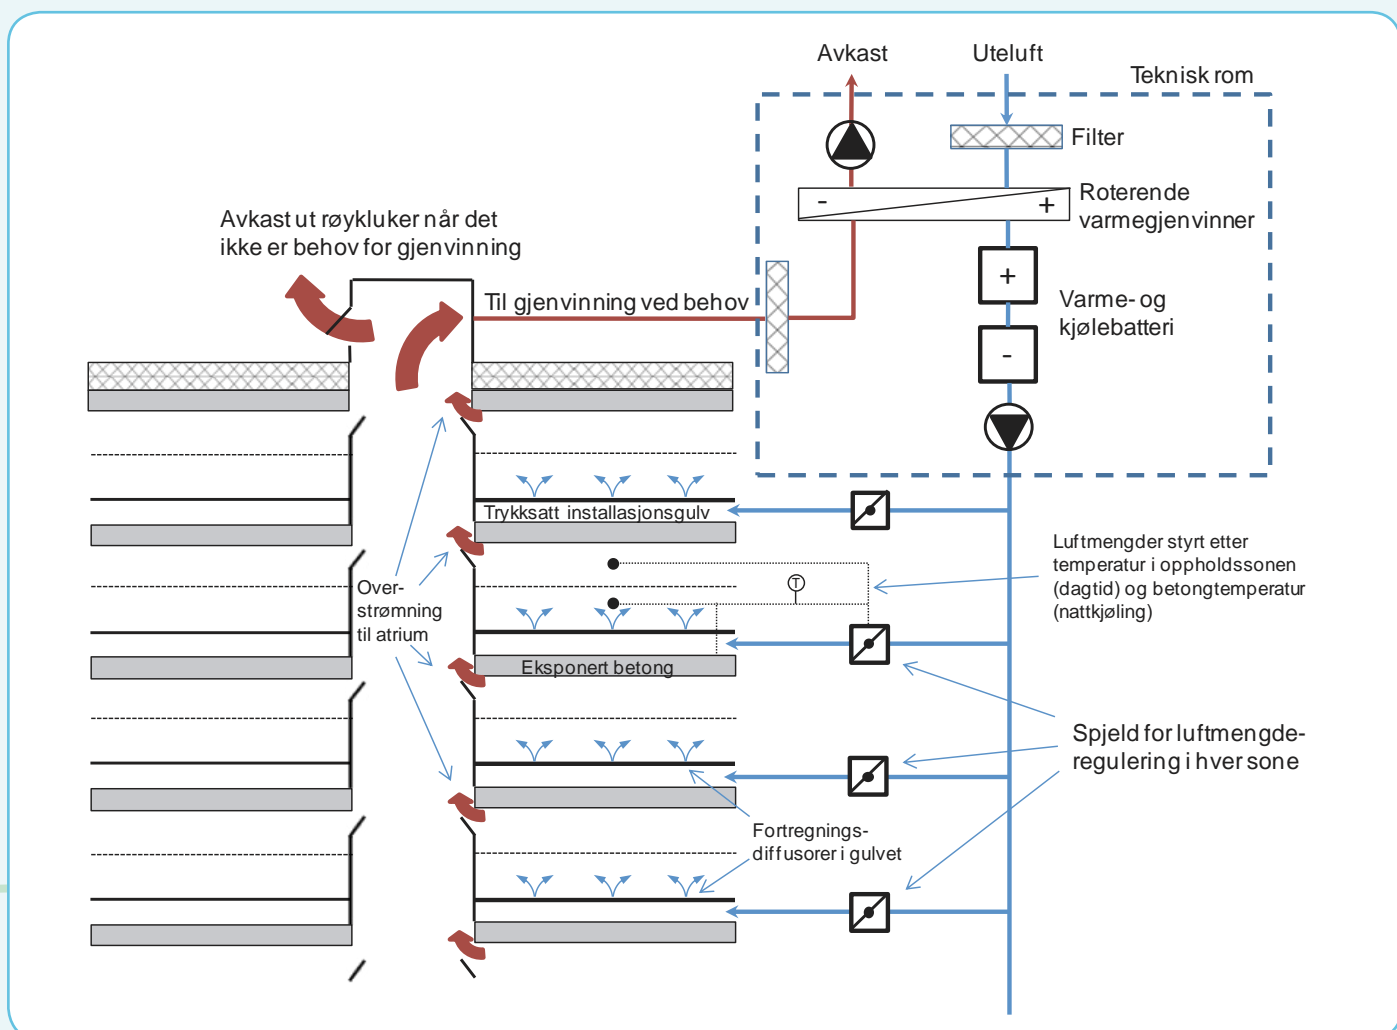 Avkast
Uteluft
Teknisk rom
Filter
Roterende
varmegjenvinner
-
+
Avkast ut røykluker når det
ikke er behov for gjenvinning
Til gjenvinning ved behov
+
Varme- og
kjølebatteri
-
Trykksatt installasjonsgulv
Luftmengder styrt etter
temperatur i oppholdssonen
(dagtid) og betongtemperatur
(nattkjøling)
T
Over-
strømning
til atrium
Eksponert betong
Spjeld for luftmengde-
regulering i hver sone
Fortregnings-
diffusorer i gulvet